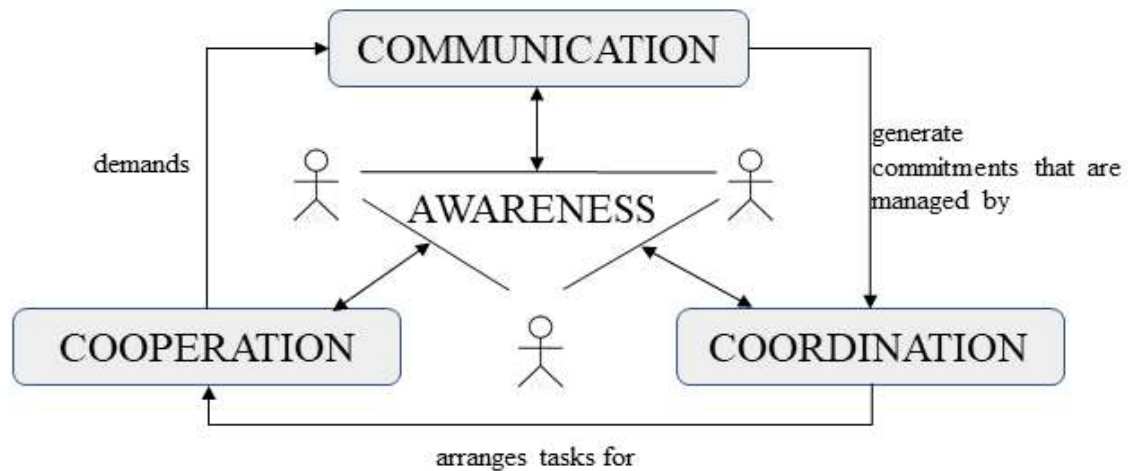 COMMUNICATION
demands
generate
commitments that are
managed by
AWARENESS
COOPERATION
COORDINATION
arranges tasks for